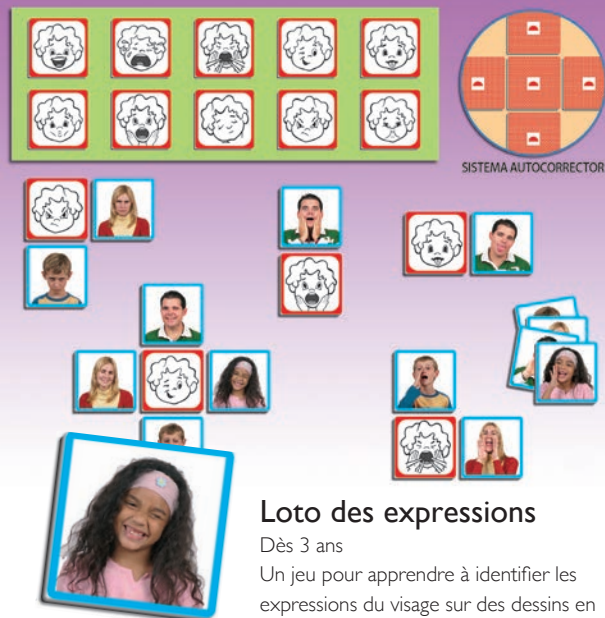 SISTEMA AUTOCORRECTOR
Loto des expressions
Dès 3 ans
Un jeu pour apprendre à identifier les
expressions du visage sur des dessins en